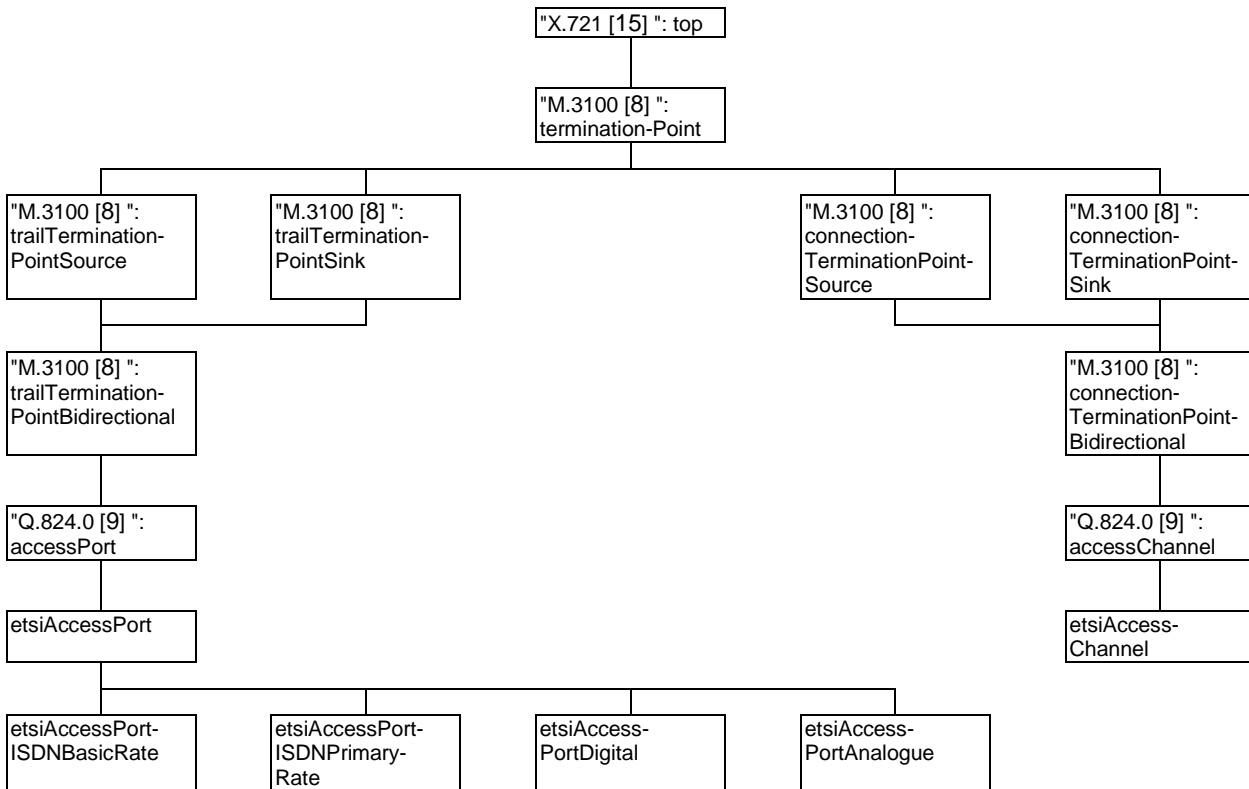 "X.721 [15] ": top
"M.3100 [8] ":
termination-Point
"M.3100 [8] ":
trailTermination-
PointSource
"M.3100 [8] ":
trailTermination-
PointSink
"M.3100 [8] ":
connection-
TerminationPoint-
Source
"M.3100 [8] ":
connection-
TerminationPoint-
Sink
"M.3100 [8] ":
trailTermination-
PointBidirectional
"M.3100 [8] ":
connection-
TerminationPoint-
Bidirectional
"Q.824.0 [9] ":
accessPort
"Q.824.0 [9] ":
accessChannel
etsiAccessPort
etsiAccess-
Channel
etsiAccessPort-
ISDNBasicRate
etsiAccessPort-
ISDNPrimary-
Rate
etsiAccess-
PortDigital
etsiAccess-
PortAnalogue